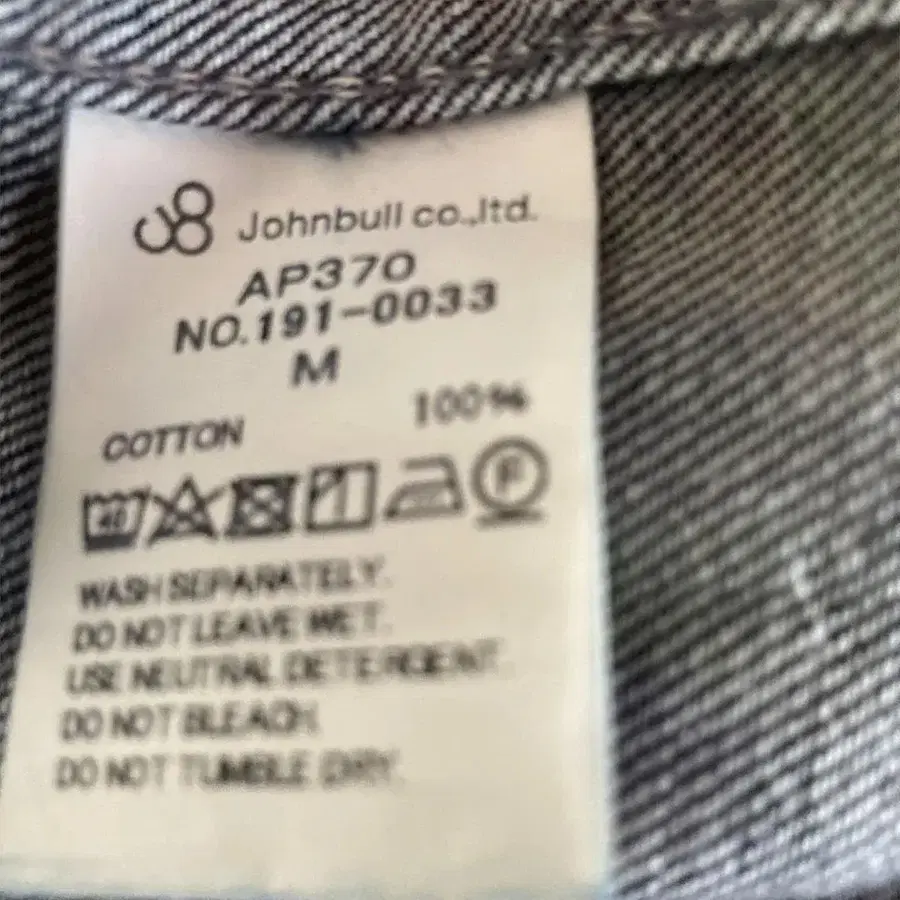 Johnbull co.,ltd.
AP370
NO.191-0033
M
COTTON 100%
40 F
WASH SEPARATELY.
DO NOT LEAVE WET.
USE NEUTRAL DETERGENT.
DO NOT BLEACH.
DO NOT TUMBLE DRY.